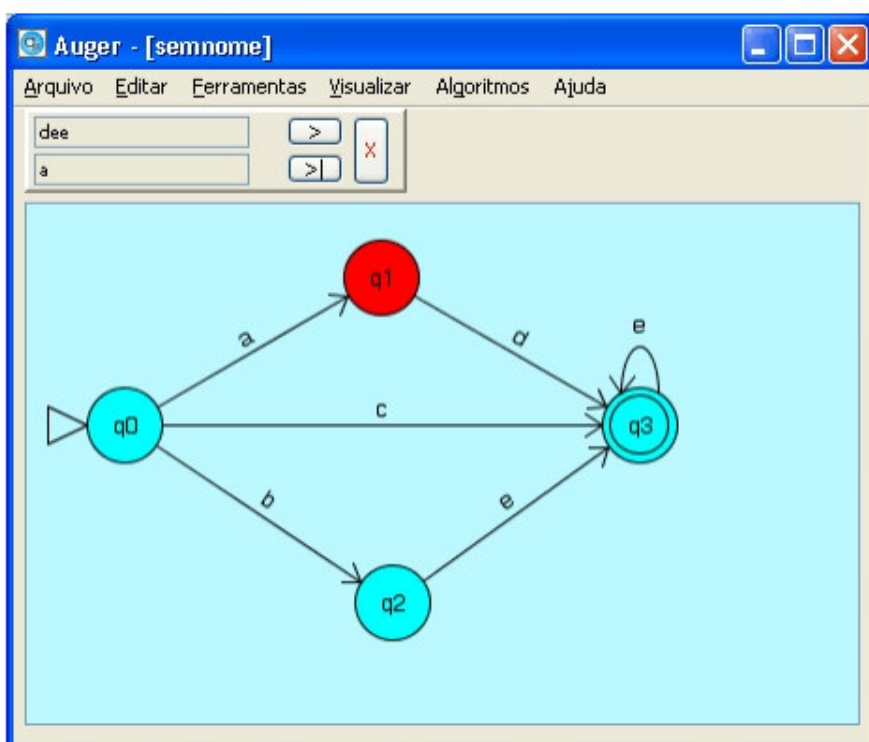 Auger - [semnome]
Arquivo Editar Ferramentas Visualizar Algoritmos Ajuda
dee >
X
a >|
q1
e
a d
q0 c q3
b e
q2